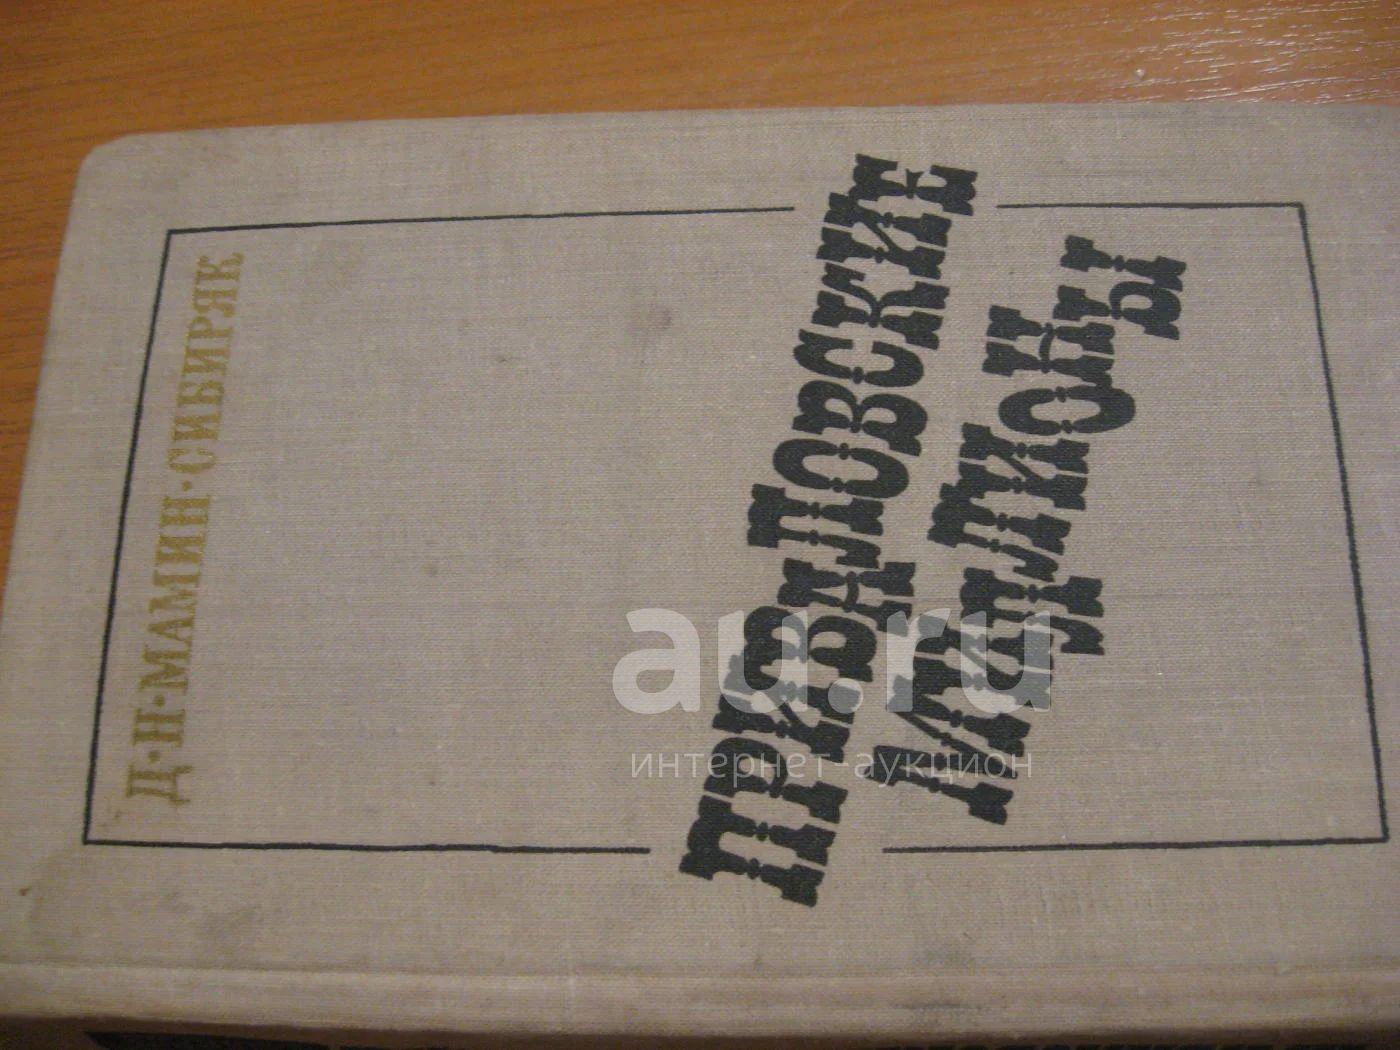 Д·Н·МАМИН·СИБИРЯК
ПРИВАЛОВСКИЕ
МИЛЛИОНЫ
au.ru
интернет-аукцион